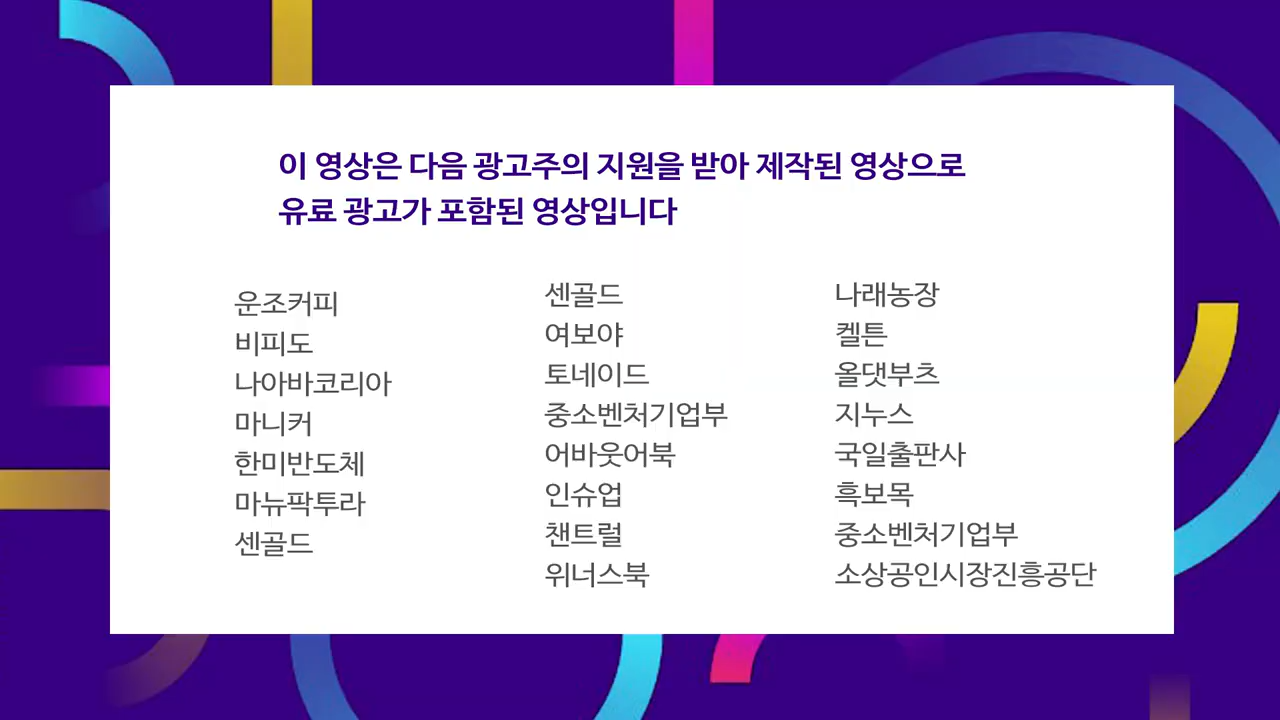 이 영상은 다음 광고주의 지원을 받아 제작된 영상으로
유료 광고가 포함된 영상입니다
운조커피
비피도
나아바코리아
마니커
한미반도체
마뉴팍투라
센골드
센골드
여보야
토네이드
중소벤처기업부
어바웃어북
인슈업
챈트럴
위너스북
나래농장
켈튼
올댓부츠
지누스
국일출판사
흑보목
중소벤처기업부
소상공인시장진흥공단